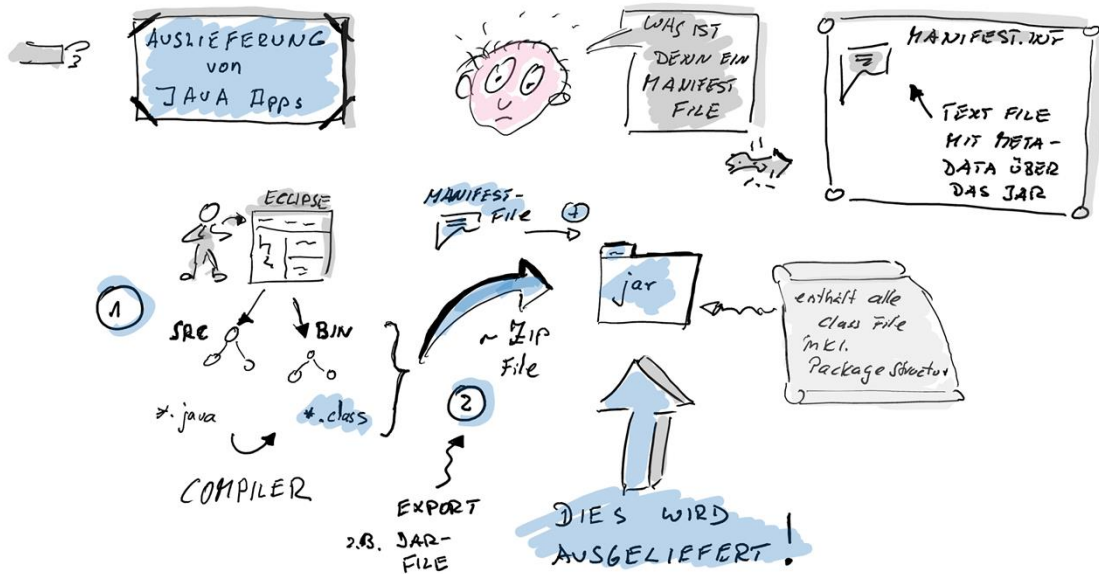 AUSLIEFERUNG
von
JAVA Apps
WAS IST
DENN EIN
MANIFEST
FILE
MANIFEST.INT
TEXT FILE
MIT META-
DATA ÜBER
DAS JAR
ECLIPSE
MANIFEST-
File
+
1
SRC
BIN
*.java
*.class
COMPILER
~ ZIP
File
2
EXPORT
z.B. JAR-
FILE
jar
enthält alle
class File
inkl.
Package Structur
DIES WIRD
AUSGELIEFERT!